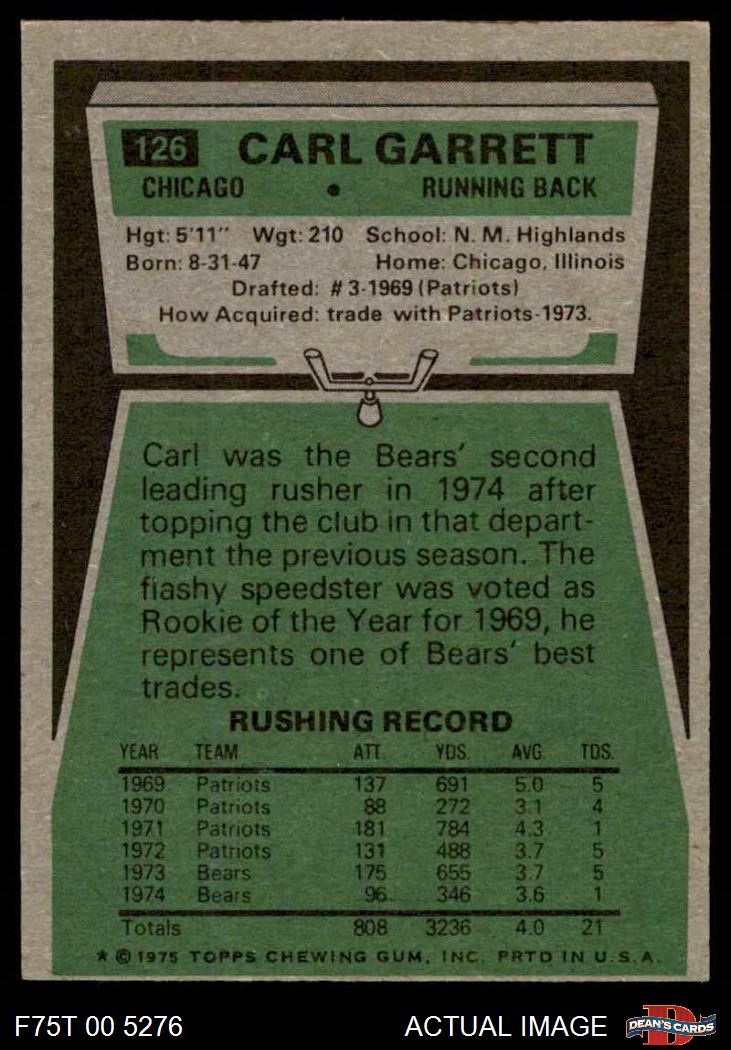 126 CARL GARRETT
CHICAGO • RUNNING BACK
Hgt: 5'11" Wgt: 210 School: N. M. Highlands
Born: 8-31-47 Home: Chicago, Illinois
Drafted: #3-1969 (Patriots)
How Acquired: trade with Patriots-1973.
Carl was the Bears' second
leading rusher in 1974 after
topping the club in that depart-
ment the previous season. The
flashy speedster was voted as
Rookie of the Year for 1969, he
represents one of Bears' best
trades.
RUSHING RECORD
YEAR TEAM ATT. YDS. AVG. TDS.
1969 Patriots 137 691 5.0 5
1970 Patriots 88 272 3.1 4
1971 Patriots 181 784 4.3 1
1972 Patriots 131 488 3.7 5
1973 Bears 175 655 3.7 5
1974 Bears 96 346 3.6 1
Totals 808 3236 4.0 21
* © 1975 TOPPS CHEWING GUM, INC. PRTD IN U.S.A.
F75T 00 5276 ACTUAL IMAGE DEAN'S CARDS